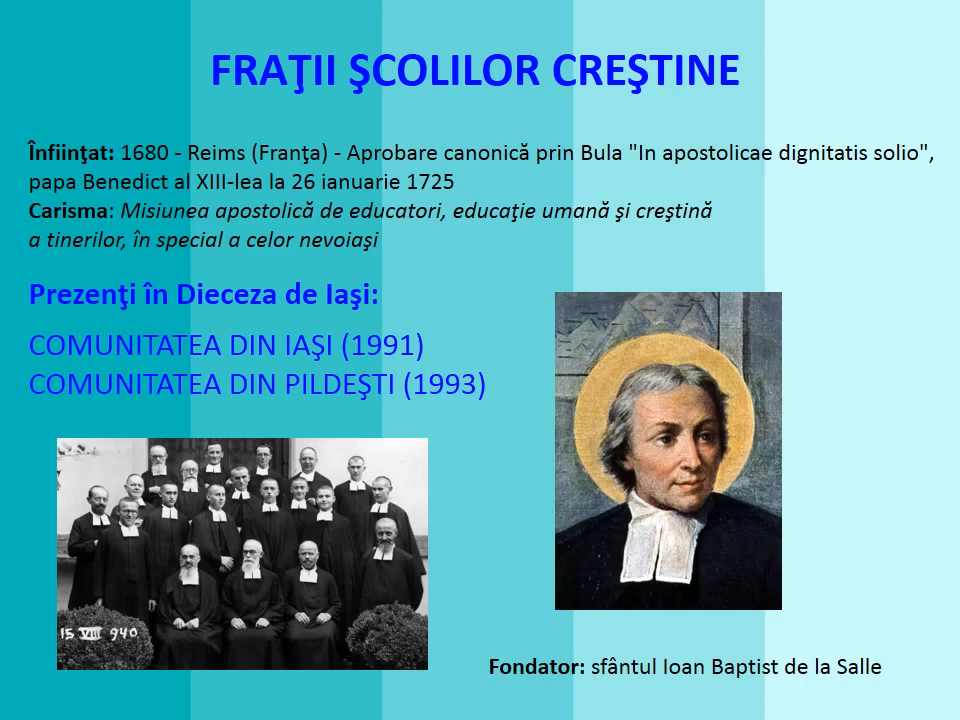 FRAŢII ŞCOLILOR CREŞTINE
Înfiinţat: 1680 - Reims (Franţa) - Aprobare canonică prin Bula "In apostolicae dignitatis solio",
papa Benedict al XIII-lea la 26 ianuarie 1725
Carisma: Misiunea apostolică de educatori, educaţie umană şi creştină
a tinerilor, în special a celor nevoiaşi
Prezenţi în Dieceza de Iaşi:
COMUNITATEA DIN IAŞI (1991)
COMUNITATEA DIN PILDEŞTI (1993)
15 VIII 940
Fondator: sfântul Ioan Baptist de la Salle